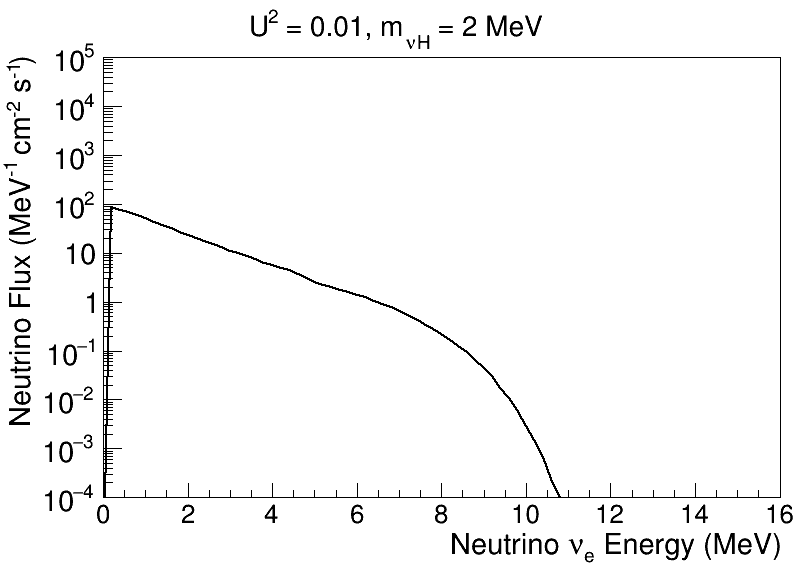 U² = 0.01, m_νH = 2 MeV
Neutrino Flux (MeV⁻¹ cm⁻² s⁻¹)
10⁵
10⁴
10³
10²
10
1
10⁻¹
10⁻²
10⁻³
10⁻⁴
0 2 4 6 8 10 12 14 16
Neutrino νₑ Energy (MeV)